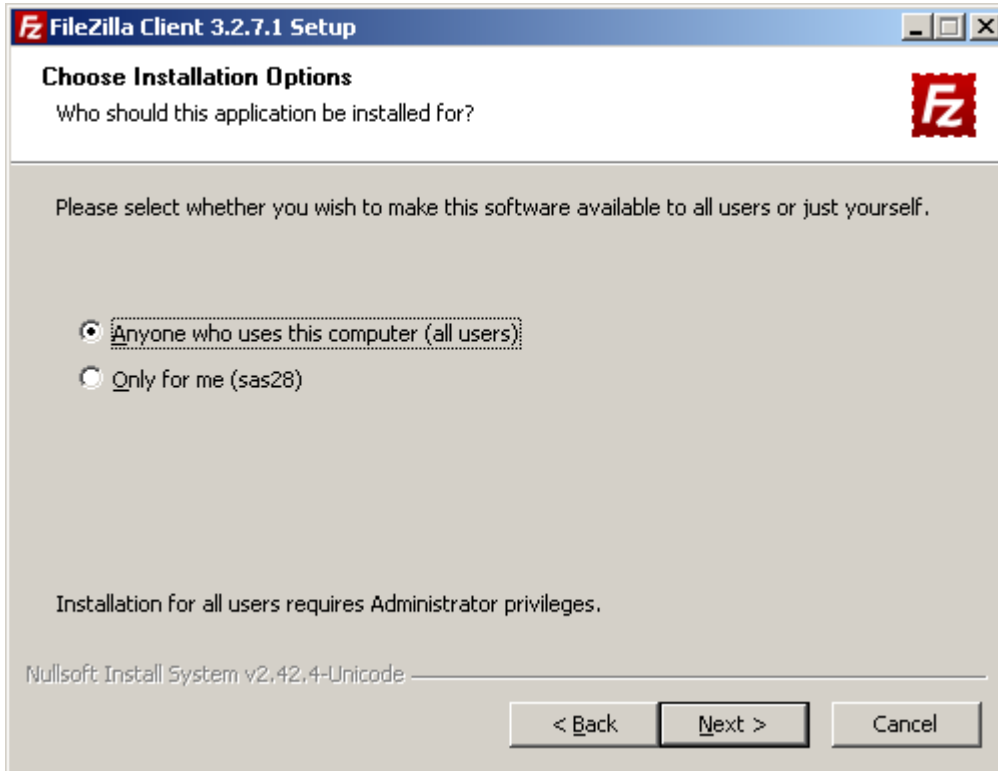 FileZilla Client 3.2.7.1 Setup
Choose Installation Options
Who should this application be installed for?
Fz
Please select whether you wish to make this software available to all users or just yourself.
Anyone who uses this computer (all users)
Only for me (sas28)
Installation for all users requires Administrator privileges.
Nullsoft Install System v2.42.4-Unicode
< Back Next > Cancel